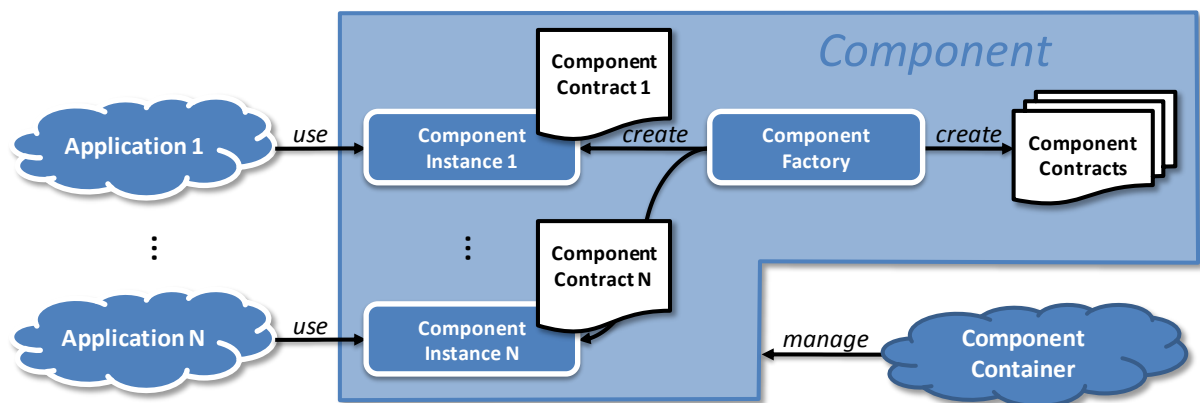 Component
Component
Contract 1
Application 1
use
Component
Instance 1
create
Component
Factory
create
Component
Contracts
⋮
⋮
Component
Contract N
Application N
use
Component
Instance N
manage
Component
Container